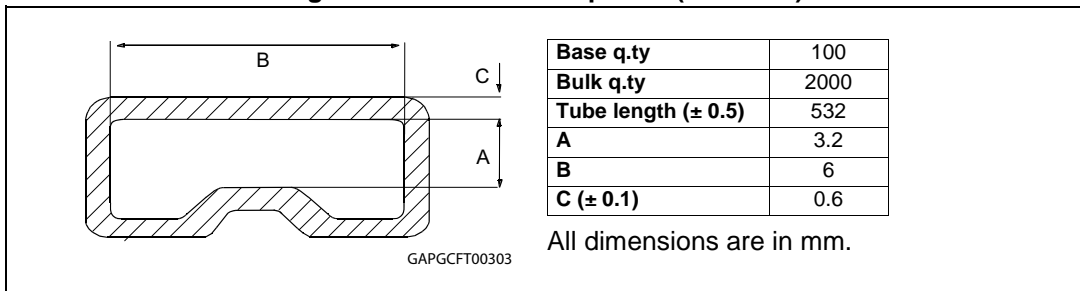 B
C
A
GAPGCFT00303
Base q.ty 100
Bulk q.ty 2000
Tube length (± 0.5) 532
A 3.2
B 6
C (± 0.1) 0.6
All dimensions are in mm.